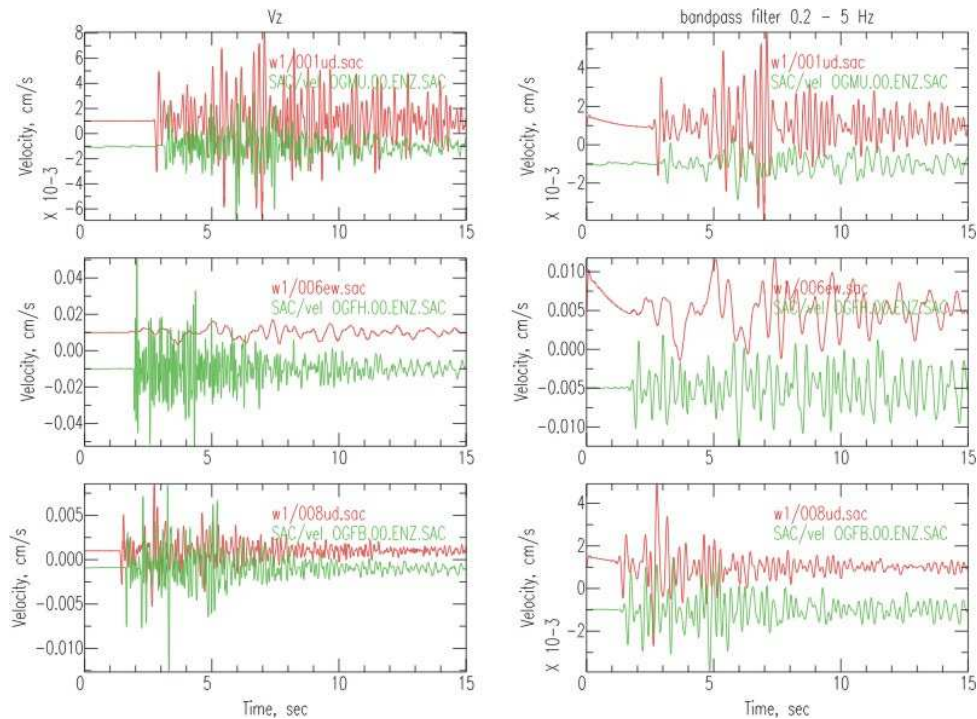 Vz
bandpass filter 0.2 – 5 Hz
8
6
4
2
0
−2
−4
−6
Velocity, cm/s
X 10−3
w1/001ud.sac
SAC/vel OGMU.00.ENZ.SAC
0
5
10
15
4
2
0
−2
Velocity, cm/s
X 10−3
w1/001ud.sac
SAC/vel OGMU.00.ENZ.SAC
0
5
10
15
0.04
0.02
0.00
−0.02
−0.04
Velocity, cm/s
w1/006ew.sac
SAC/vel OGFH.00.ENZ.SAC
0
5
10
15
0.010
0.005
0.000
−0.005
−0.010
Velocity, cm/s
w1/006ew.sac
SAC/vel OGFH.00.ENZ.SAC
0
5
10
15
0.005
0.000
−0.005
−0.010
Velocity, cm/s
w1/008ud.sac
SAC/vel OGFB.00.ENZ.SAC
0
5
10
15
Time, sec
4
2
0
−2
Velocity, cm/s
X 10−3
w1/008ud.sac
SAC/vel OGFB.00.ENZ.SAC
0
5
10
15
Time, sec